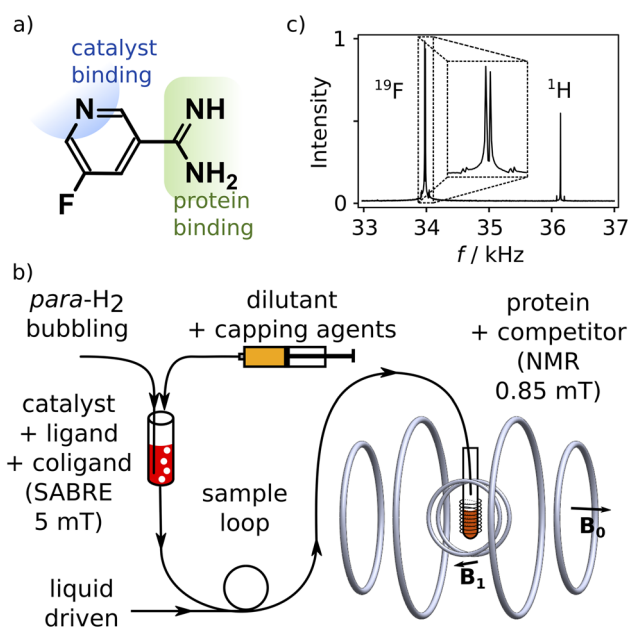 a)
catalyst
binding
N
NH
NH2
F
protein
binding
c)
Intensity
1
0
19F
1H
33 34 35 36 37
f / kHz
b)
para-H2
bubbling
dilutant
+ capping agents
protein
+ competitor
(NMR
0.85 mT)
catalyst
+ ligand
+ coligand
(SABRE
5 mT)
sample
loop
liquid
driven
B0
B1